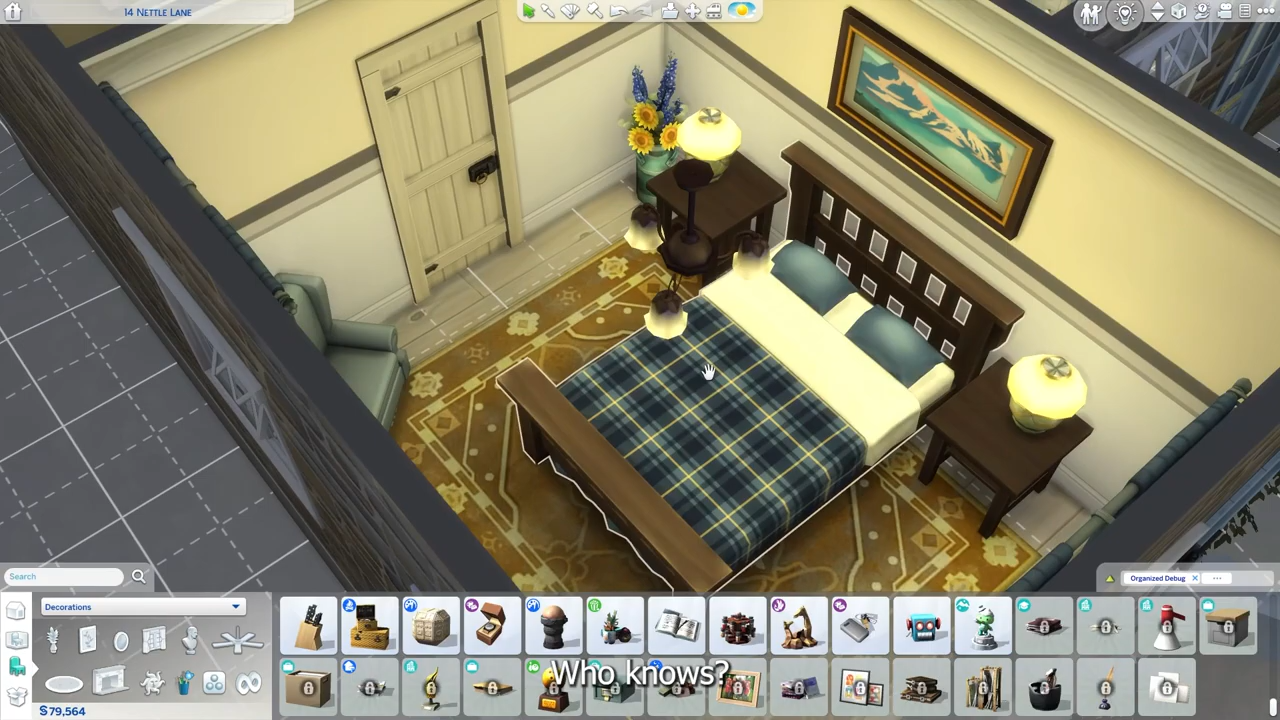 14 NETTLE LANE
Search
Organized Debug
Decorations
Who knows?
§79,564